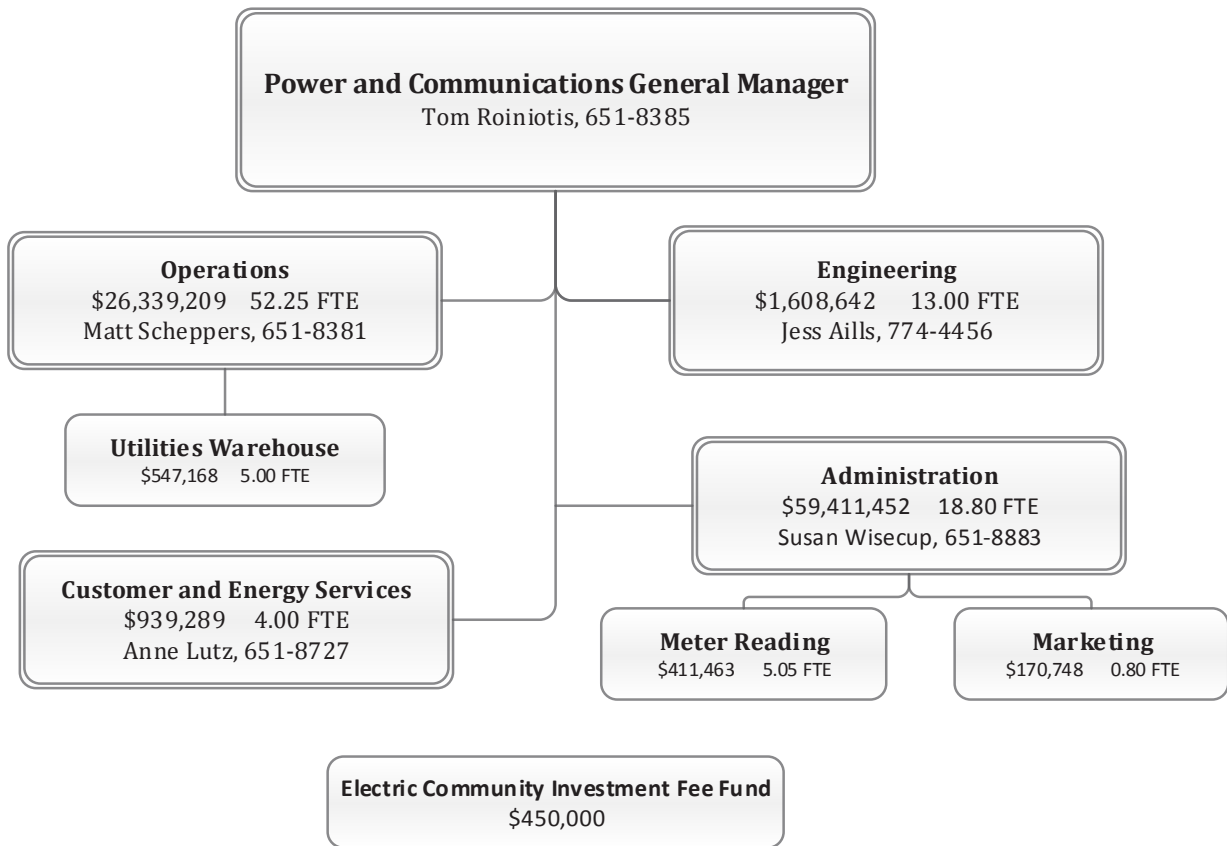 Power and Communications General Manager
Tom Roiniotis, 651-8385
Operations
$26,339,209 52.25 FTE
Matt Scheppers, 651-8381
Engineering
$1,608,642 13.00 FTE
Jess Aills, 774-4456
Utilities Warehouse
$547,168 5.00 FTE
Administration
$59,411,452 18.80 FTE
Susan Wisecup, 651-8883
Customer and Energy Services
$939,289 4.00 FTE
Anne Lutz, 651-8727
Meter Reading
$411,463 5.05 FTE
Marketing
$170,748 0.80 FTE
Electric Community Investment Fee Fund
$450,000